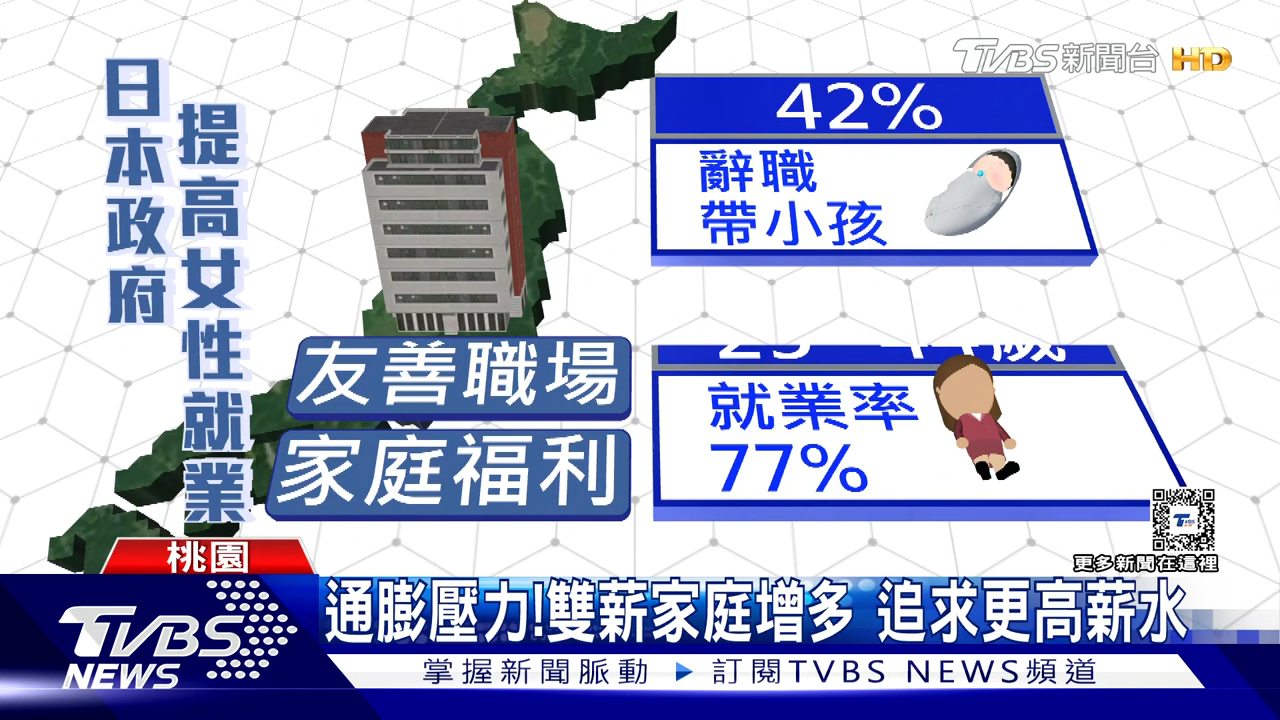 TVBS新聞台 HD
日本政府
提高女性就業
42%
辭職
帶小孩
友善職場
家庭福利
就業率
77%
TVBS
更多新聞在這裡
桃園
通膨壓力!雙薪家庭增多 追求更高薪水
TVBS
NEWS
掌握新聞脈動 ▶ 訂閱TVBS NEWS頻道